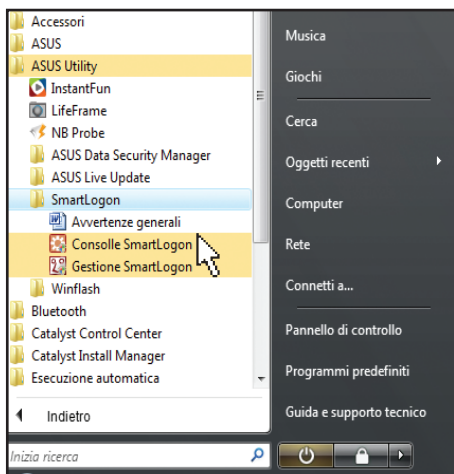 Accessori
ASUS
ASUS Utility
InstantFun
LifeFrame
NB Probe
ASUS Data Security Manager
ASUS Live Update
SmartLogon
Avvertenze generali
Consolle SmartLogon
Gestione SmartLogon
Winflash
Bluetooth
Catalyst Control Center
Catalyst Install Manager
Esecuzione automatica
Indietro
Inizia ricerca
Musica
Giochi
Cerca
Oggetti recenti
Computer
Rete
Connetti a...
Pannello di controllo
Programmi predefiniti
Guida e supporto tecnico